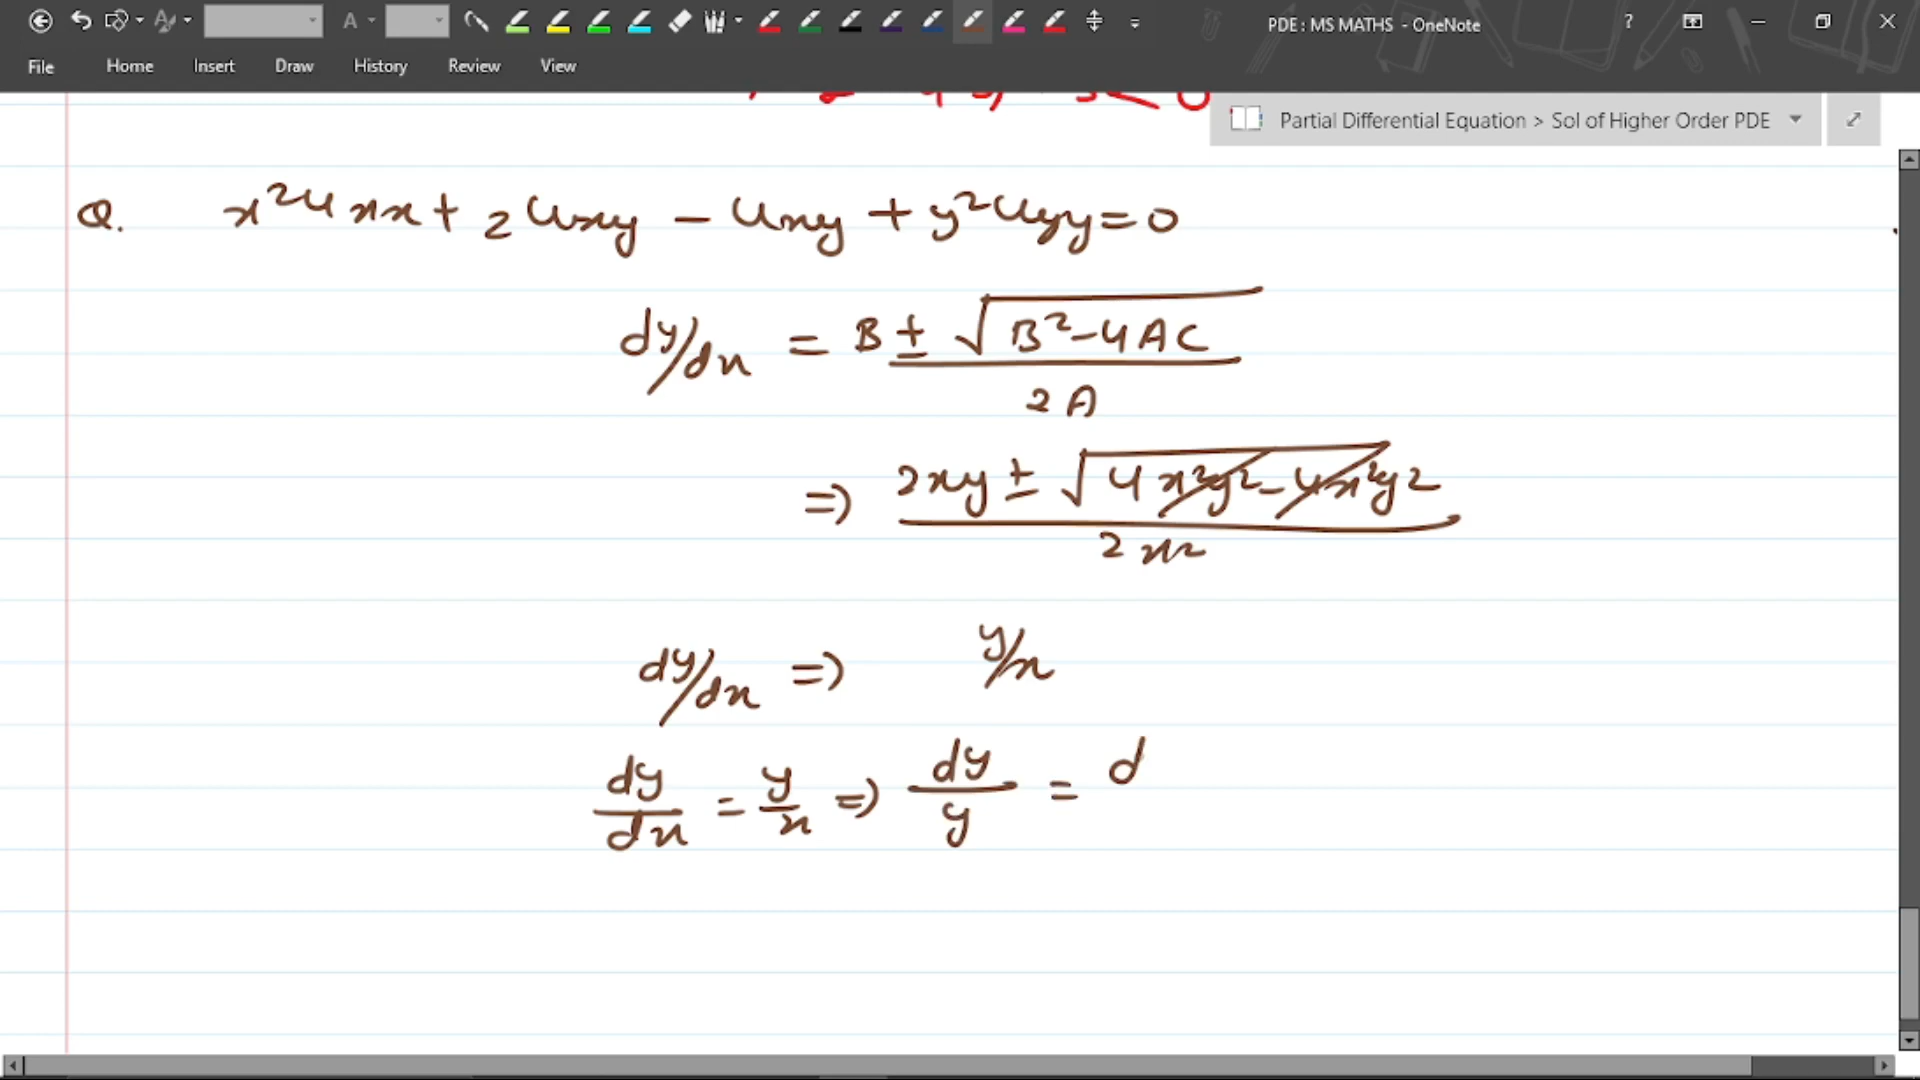 PDE : MS MATHS - OneNote
?
File Home Insert Draw History Review View
Partial Differential Equation > Sol of Higher Order PDE
Q. x²uxx + 2uxy - uxy + y²uyy = 0
dy/dx = B ± √B²-4AC
2A
=> 2xy ± √4x²y²-4x²y²
2x²
dy/dx => y/x
dy/dx = y/x => dy/y = d